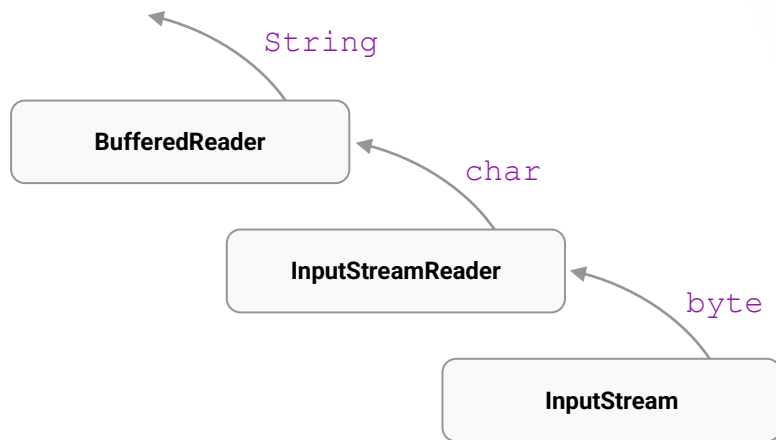 String
BufferedReader
char
InputStreamReader
byte
InputStream